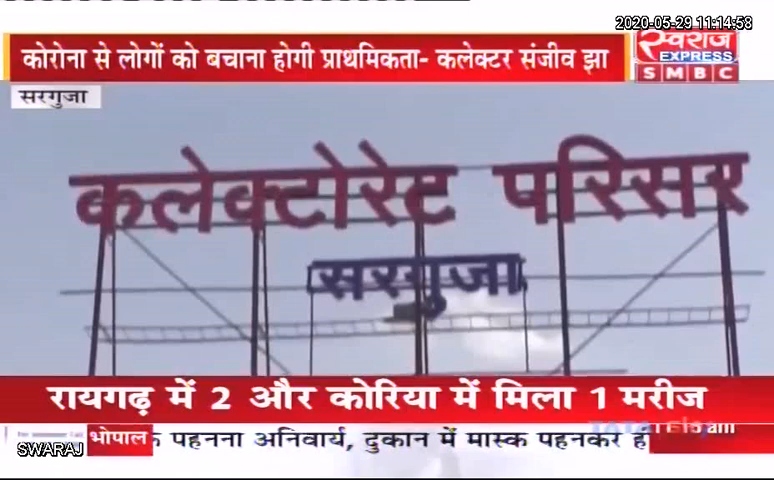 2020-05-29 11:14:58
कोरोना से लोगों को बचाना होगी प्राथमिकता- कलेक्टर संजीव झा
स्वराज
EXPRESS
SMBC
सरगुजा
कलेक्टोरेट परिसर
सरगुजा
रायगढ़ में 2 और कोरिया में मिला 1 मरीज
भोपाल
पहनना अनिवार्य, दुकान में मास्क पहनकर ही
SWARAJ